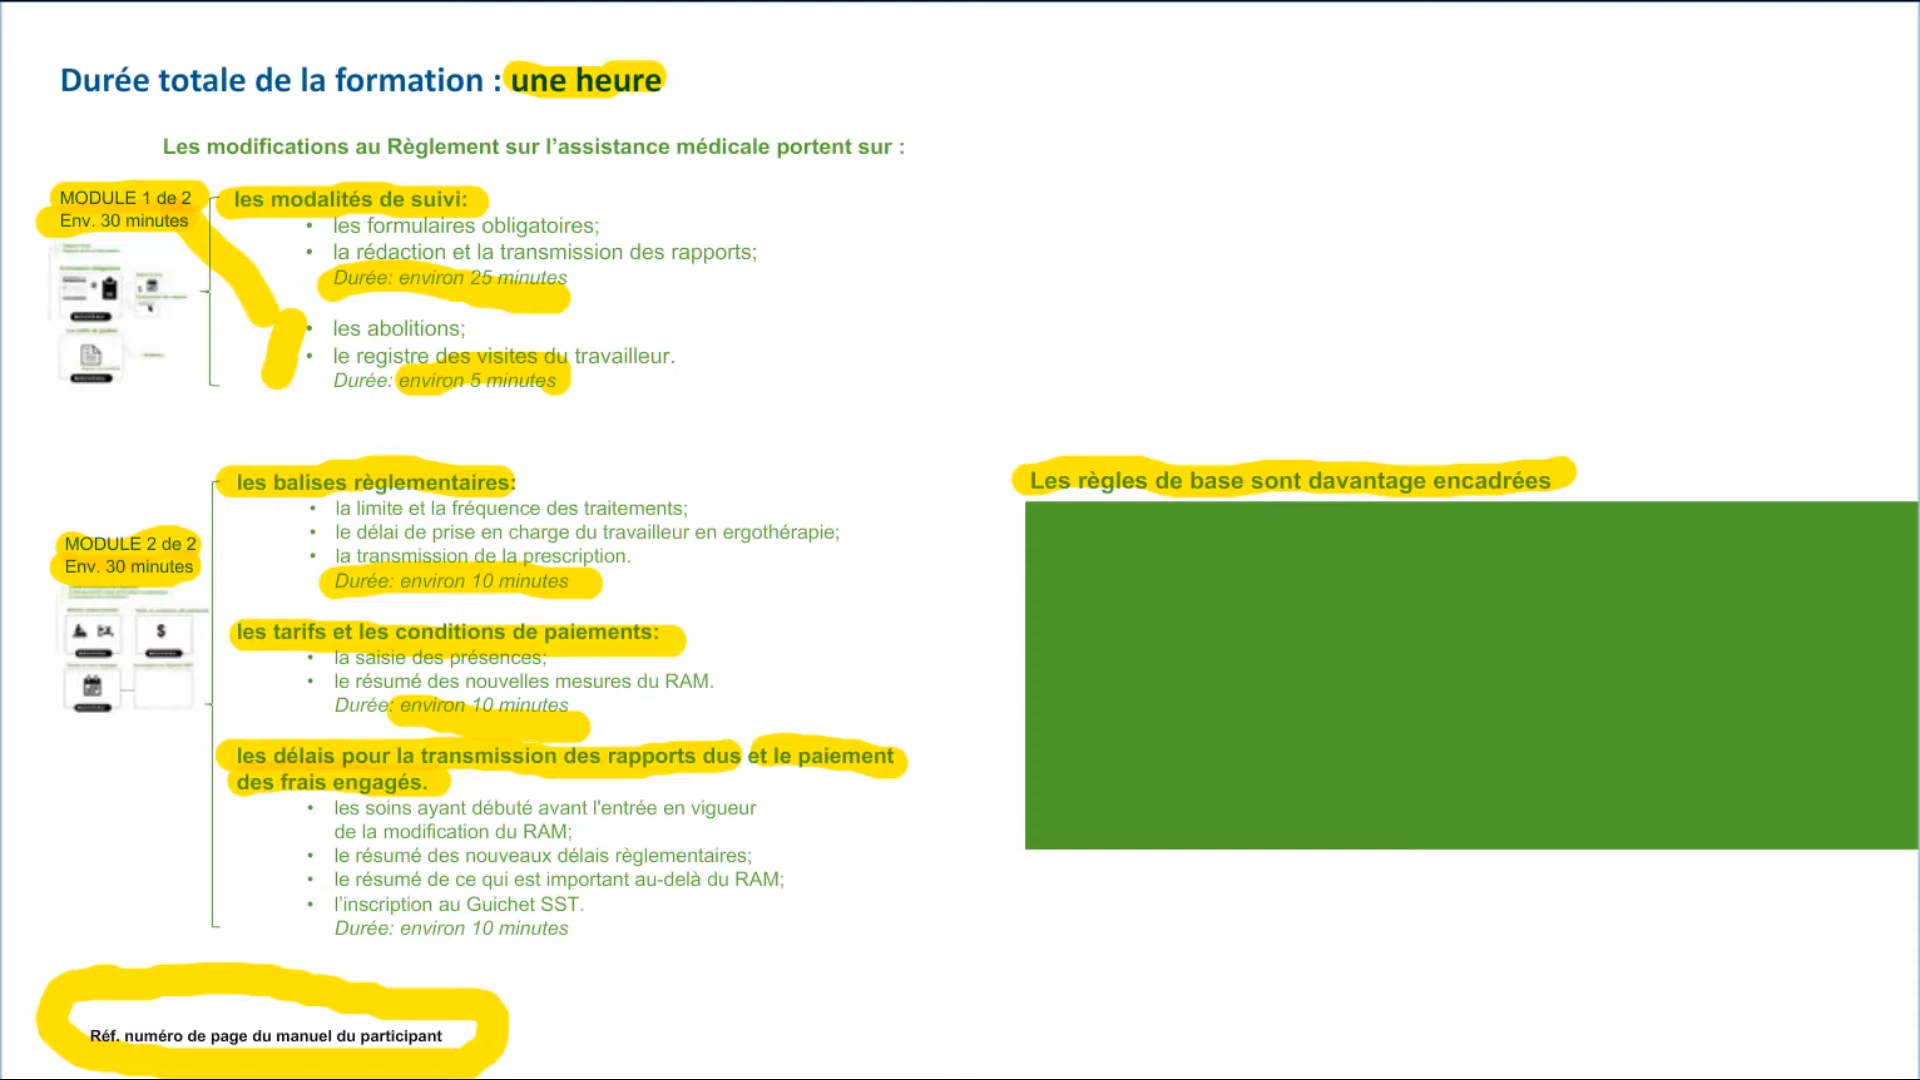 Durée totale de la formation : une heure
Les modifications au Règlement sur l’assistance médicale portent sur :
MODULE 1 de 2
Env. 30 minutes
les modalités de suivi:
• les formulaires obligatoires;
• la rédaction et la transmission des rapports;
Durée: environ 25 minutes
• les abolitions;
• le registre des visites du travailleur.
Durée: environ 5 minutes
MODULE 2 de 2
Env. 30 minutes
les balises règlementaires:
• la limite et la fréquence des traitements;
• le délai de prise en charge du travailleur en ergothérapie;
• la transmission de la prescription.
Durée: environ 10 minutes
les tarifs et les conditions de paiements:
• la saisie des présences;
• le résumé des nouvelles mesures du RAM.
Durée: environ 10 minutes
les délais pour la transmission des rapports dus et le paiement
des frais engagés.
• les soins ayant débuté avant l'entrée en vigueur
de la modification du RAM;
• le résumé des nouveaux délais règlementaires;
• le résumé de ce qui est important au-delà du RAM;
• l’inscription au Guichet SST.
Durée: environ 10 minutes
Les règles de base sont davantage encadrées
Réf. numéro de page du manuel du participant